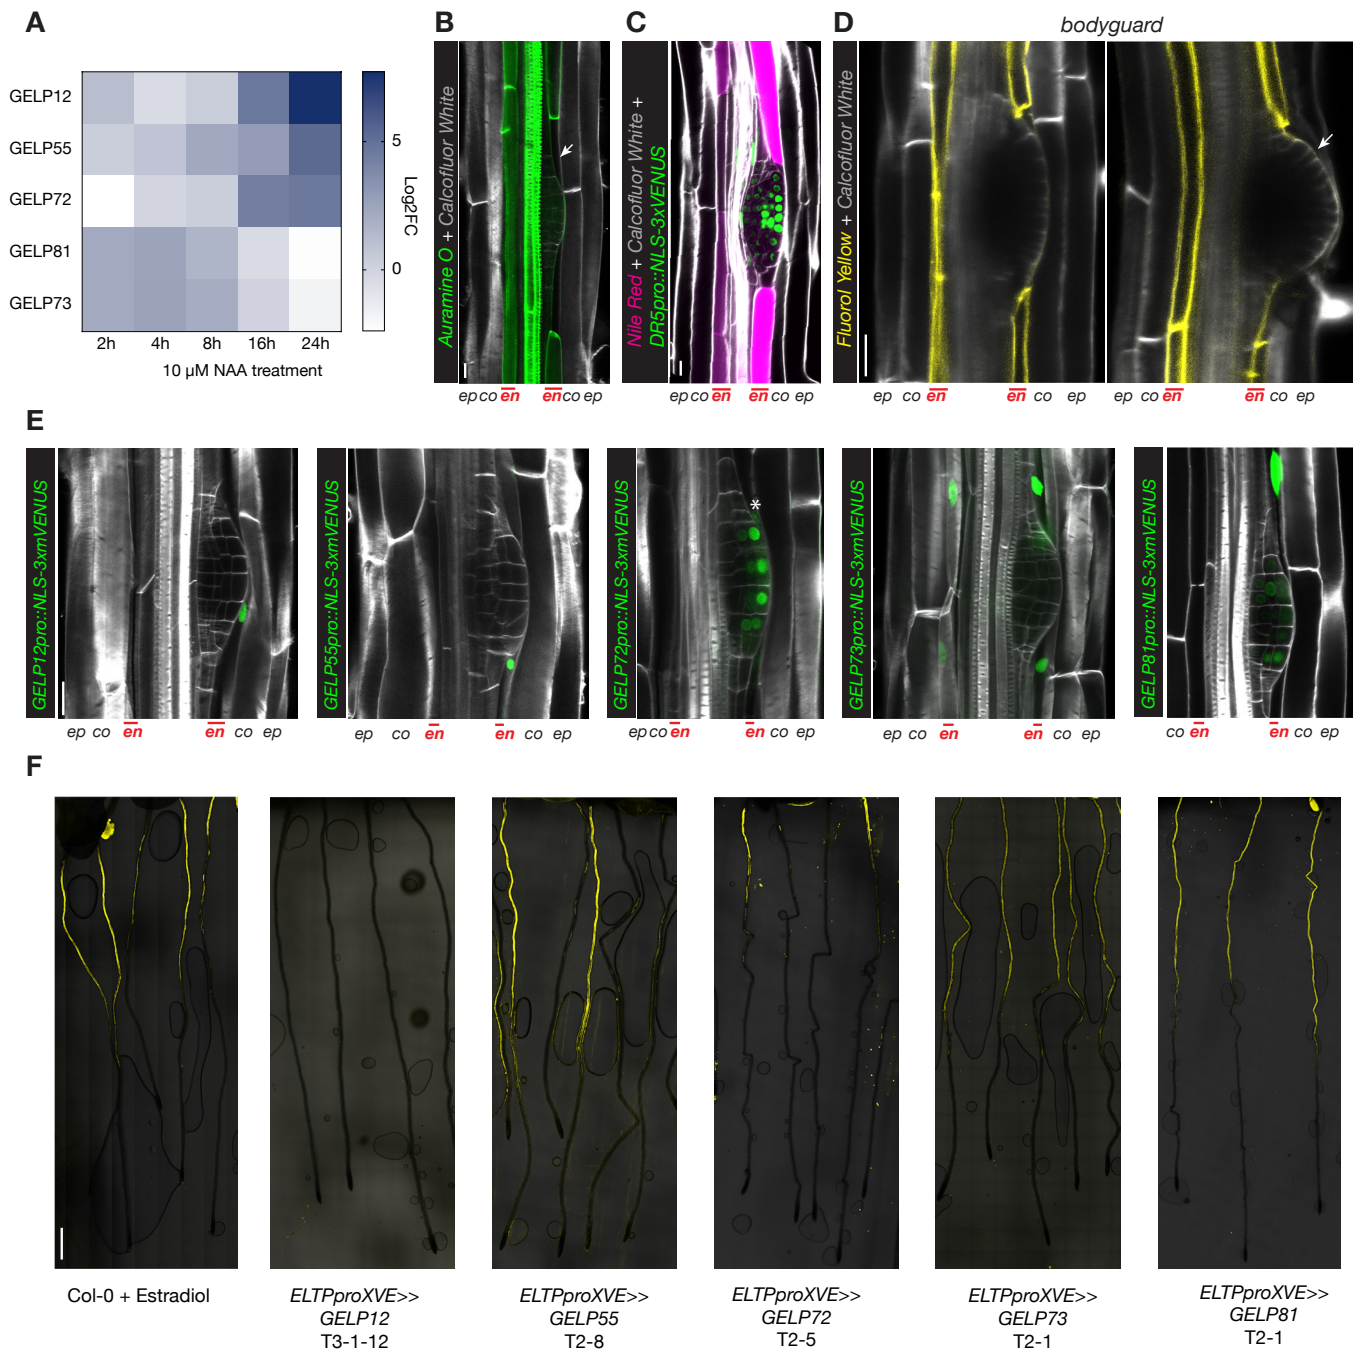 A
GELP12
GELP55
GELP72
GELP81
GELP73
2h 4h 8h 16h 24h
10 µM NAA treatment
5
0
Log2FC
B
Auramine O + Calcofluor White
ep co en en co ep
C
Nile Red + Calcofluor White +
DR5pro::NLS-3xVENUS
ep co en en co ep
D
bodyguard
Fluorol Yellow + Calcofluor White
ep co en en co ep
co en en co ep
E
GELP12pro::NLS-3xmVENUS
ep co en en co ep
GELP55pro::NLS-3xmVENUS
ep co en en co ep
GELP72pro::NLS-3xmVENUS
*
ep co en en co ep
GELP73pro::NLS-3xmVENUS
ep co en en co ep
GELP81pro::NLS-3xmVENUS
co en en co ep
F
Col-0 + Estradiol
ELTPproXVE>>
GELP12
T3-1-12
ELTPproXVE>>
GELP55
T2-8
ELTPproXVE>>
GELP72
T2-5
ELTPproXVE>>
GELP73
T2-1
ELTPproXVE>>
GELP81
T2-1